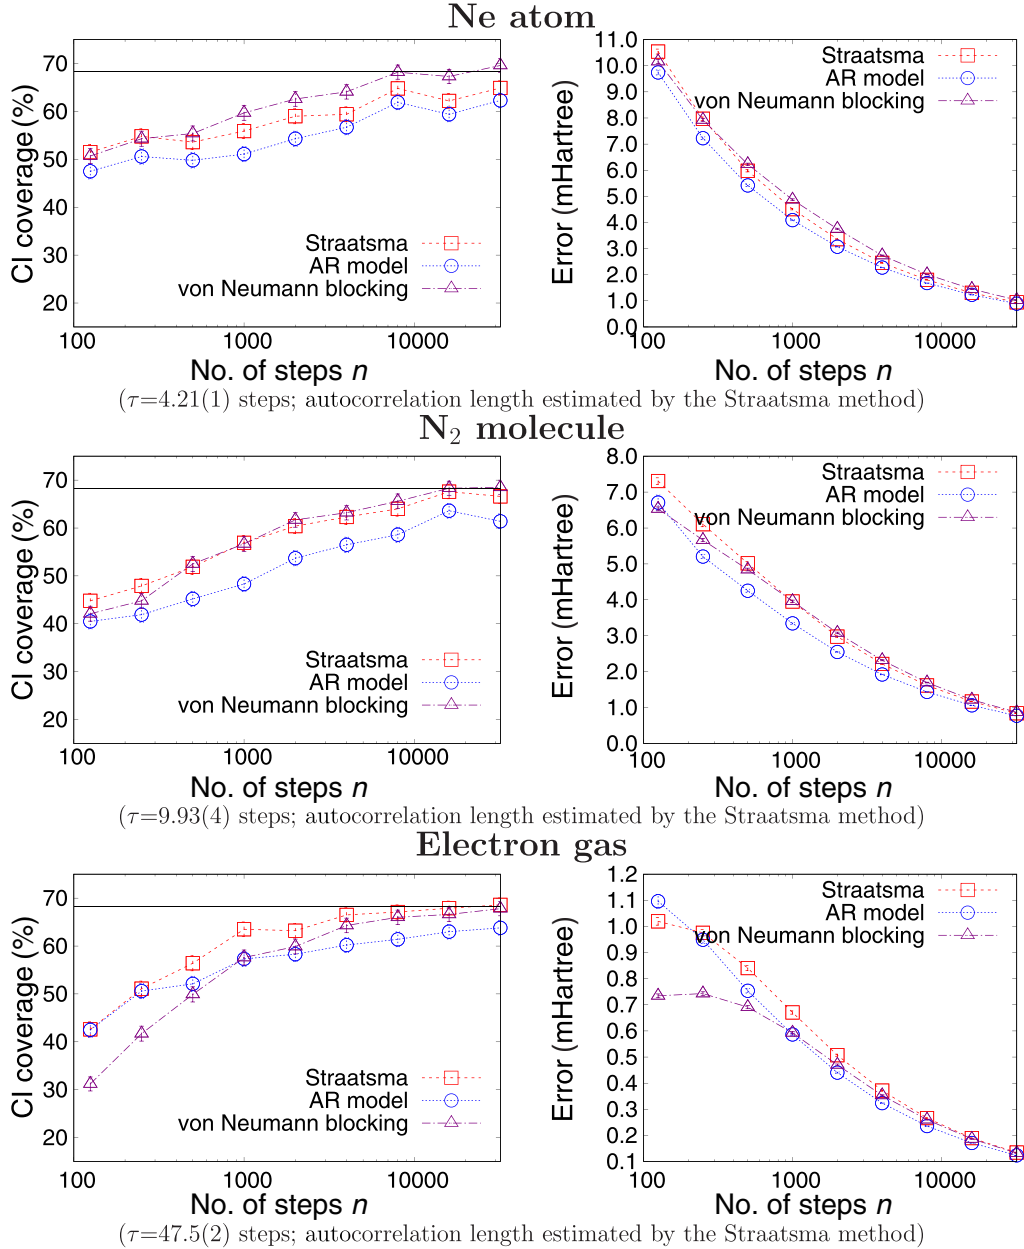 Ne atom
CI coverage (%)
70
60
50
40
30
20
Straatsma
AR model
von Neumann blocking
100
1000
10000
No. of steps n
Error (mHartree)
11.0
10.0
9.0
8.0
7.0
6.0
5.0
4.0
3.0
2.0
1.0
0.0
Straatsma
AR model
von Neumann blocking
100
1000
10000
No. of steps n
(τ=4.21(1) steps; autocorrelation length estimated by the Straatsma method)
N₂ molecule
CI coverage (%)
70
60
50
40
30
20
Straatsma
AR model
von Neumann blocking
100
1000
10000
No. of steps n
Error (mHartree)
8.0
7.0
6.0
5.0
4.0
3.0
2.0
1.0
0.0
Straatsma
AR model
von Neumann blocking
100
1000
10000
No. of steps n
(τ=9.93(4) steps; autocorrelation length estimated by the Straatsma method)
Electron gas
CI coverage (%)
70
60
50
40
30
20
Straatsma
AR model
von Neumann blocking
100
1000
10000
No. of steps n
Error (mHartree)
1.2
1.1
1.0
0.9
0.8
0.7
0.6
0.5
0.4
0.3
0.2
0.1
Straatsma
AR model
von Neumann blocking
100
1000
10000
No. of steps n
(τ=47.5(2) steps; autocorrelation length estimated by the Straatsma method)